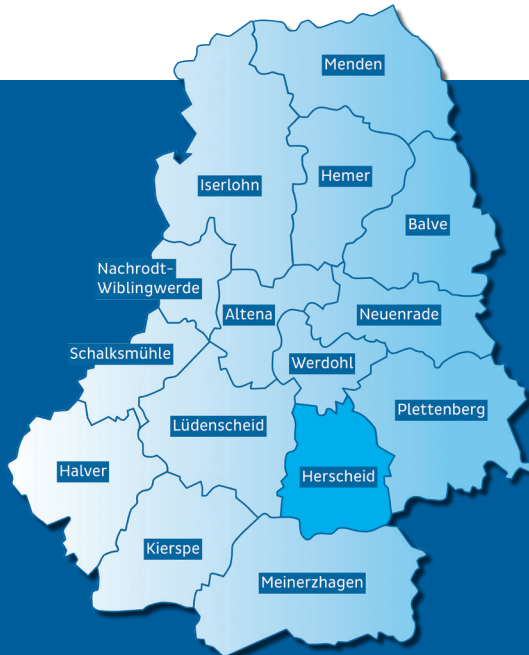 Menden
Hemer
Iserlohn
Balve
Nachrodt-
Wiblingwerde
Altena
Neuenrade
Schalksmühle
Werdohl
Plettenberg
Lüdenscheid
Halver
Herscheid
Kierspe
Meinerzhagen